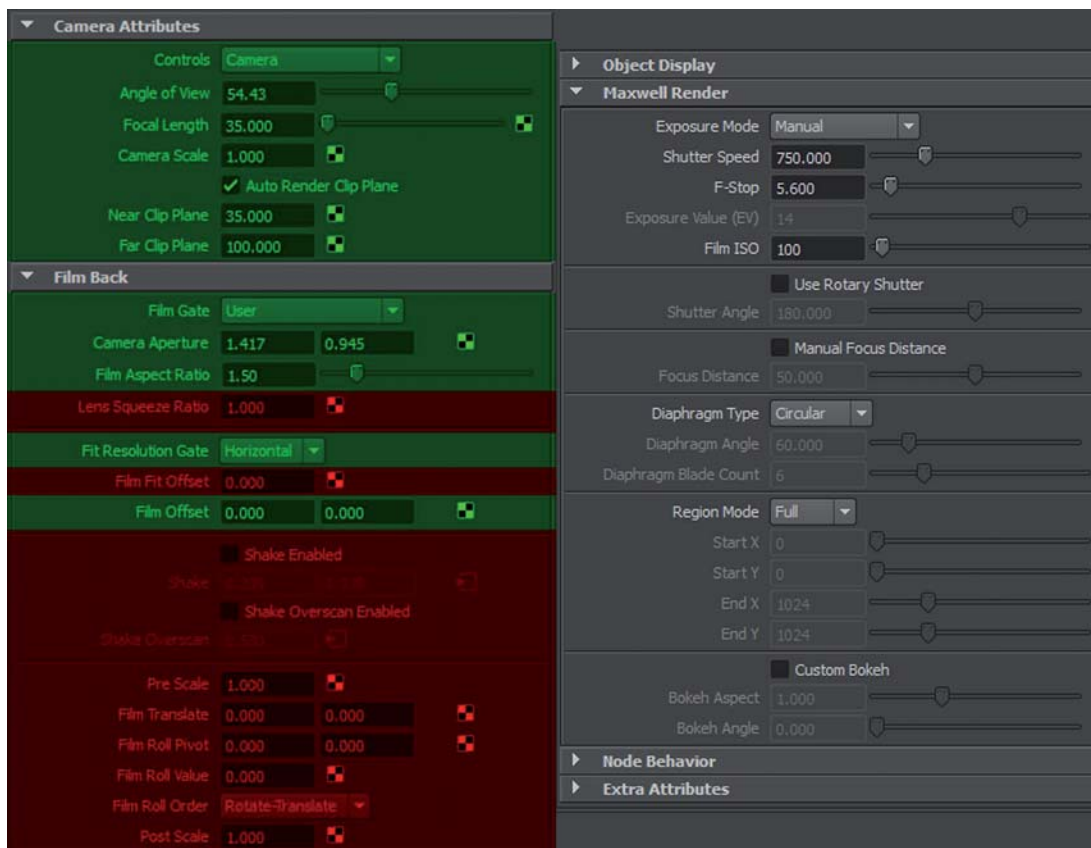 Camera Attributes
Controls Camera
Angle of View 54.43
Focal Length 35.000
Camera Scale 1.000
Auto Render Clip Plane
Near Clip Plane 35.000
Far Clip Plane 100.000
Film Back
Film Gate User
Camera Aperture 1.417 0.945
Film Aspect Ratio 1.50
Lens Squeeze Ratio 1.000
Fit Resolution Gate Horizontal
Film Fit Offset 0.000
Film Offset 0.000 0.000
Shake Enabled
Shake
Shake Overscan Enabled
Shake Overscan
Pre Scale 1.000
Film Translate 0.000 0.000
Film Roll Pivot 0.000 0.000
Film Roll Value 0.000
Film Roll Order Rotate-Translate
Post Scale 1.000
Object Display
Maxwell Render
Exposure Mode Manual
Shutter Speed 750.000
F-Stop 5.600
Exposure Value (EV) 14
Film ISO 100
Use Rotary Shutter
Shutter Angle 180.000
Manual Focus Distance
Focus Distance 50.000
Diaphragm Type Circular
Diaphragm Angle 60.000
Diaphragm Blade Count 6
Region Mode Full
Start X 0
Start Y 0
End X 1024
End Y 1024
Custom Bokeh
Bokeh Aspect 1.000
Bokeh Angle 0.000
Node Behavior
Extra Attributes